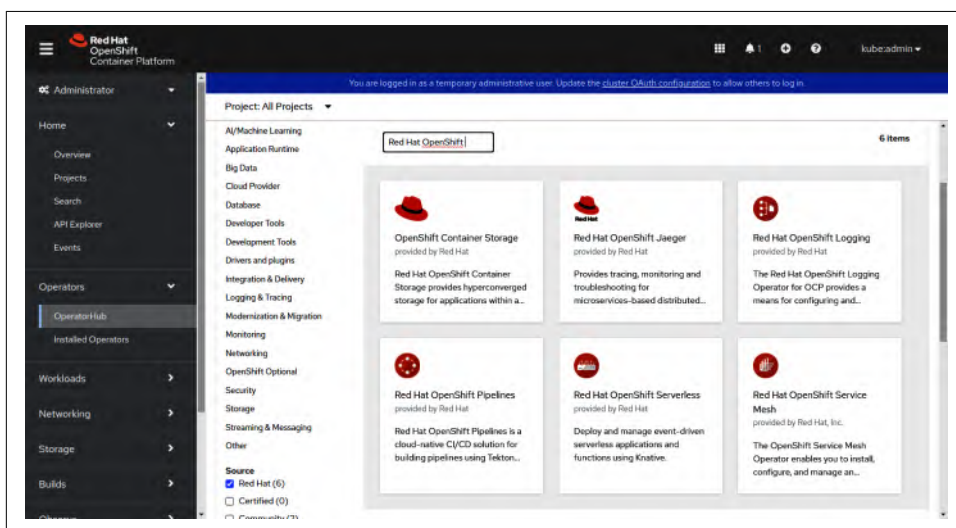 Red Hat
OpenShift
Container Platform
1
kube:admin
You are logged in as a temporary administrative user. Update the cluster OAuth configuration to allow others to log in.
Administrator
Home
Overview
Projects
Search
API Explorer
Events
Operators
OperatorHub
Installed Operators
Workloads
Networking
Storage
Builds
Observe
Project: All Projects
AI/Machine Learning
Application Runtime
Big Data
Cloud Provider
Database
Developer Tools
Development Tools
Drivers and plugins
Integration & Delivery
Logging & Tracing
Modernization & Migration
Monitoring
Networking
OpenShift Optional
Security
Storage
Streaming & Messaging
Other
Source
Red Hat (6)
Certified (0)
Community (2)
Red Hat OpenShift
6 items
OpenShift Container Storage
provided by Red Hat
Red Hat OpenShift Container
Storage provides hyperconverged
storage for applications within a...
Red Hat
Red Hat OpenShift Jaeger
provided by Red Hat
Provides tracing, monitoring and
troubleshooting for
microservices-based distributed...
Red Hat OpenShift Logging
provided by Red Hat
The Red Hat OpenShift Logging
Operator for OCP provides a
means for configuring and...
Red Hat OpenShift Pipelines
provided by Red Hat
Red Hat OpenShift Pipelines is a
cloud-native CI/CD solution for
building pipelines using Tekton...
Red Hat OpenShift Serverless
provided by Red Hat
Deploy and manage event-driven
serverless applications and
functions using Knative.
Red Hat OpenShift Service
Mesh
provided by Red Hat, Inc.
The OpenShift Service Mesh
Operator enables you to install,
configure, and manage an...